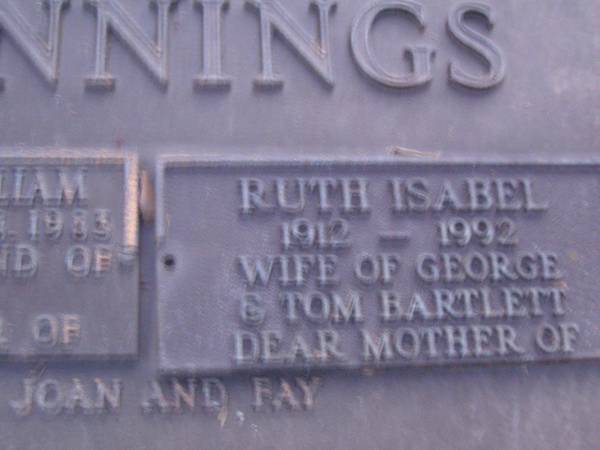 NNINGS
LLIAM
1983
ND OF
OF
RUTH ISABEL
1912 – 1992
WIFE OF GEORGE
& TOM BARTLETT
DEAR MOTHER OF
JOAN AND FAY